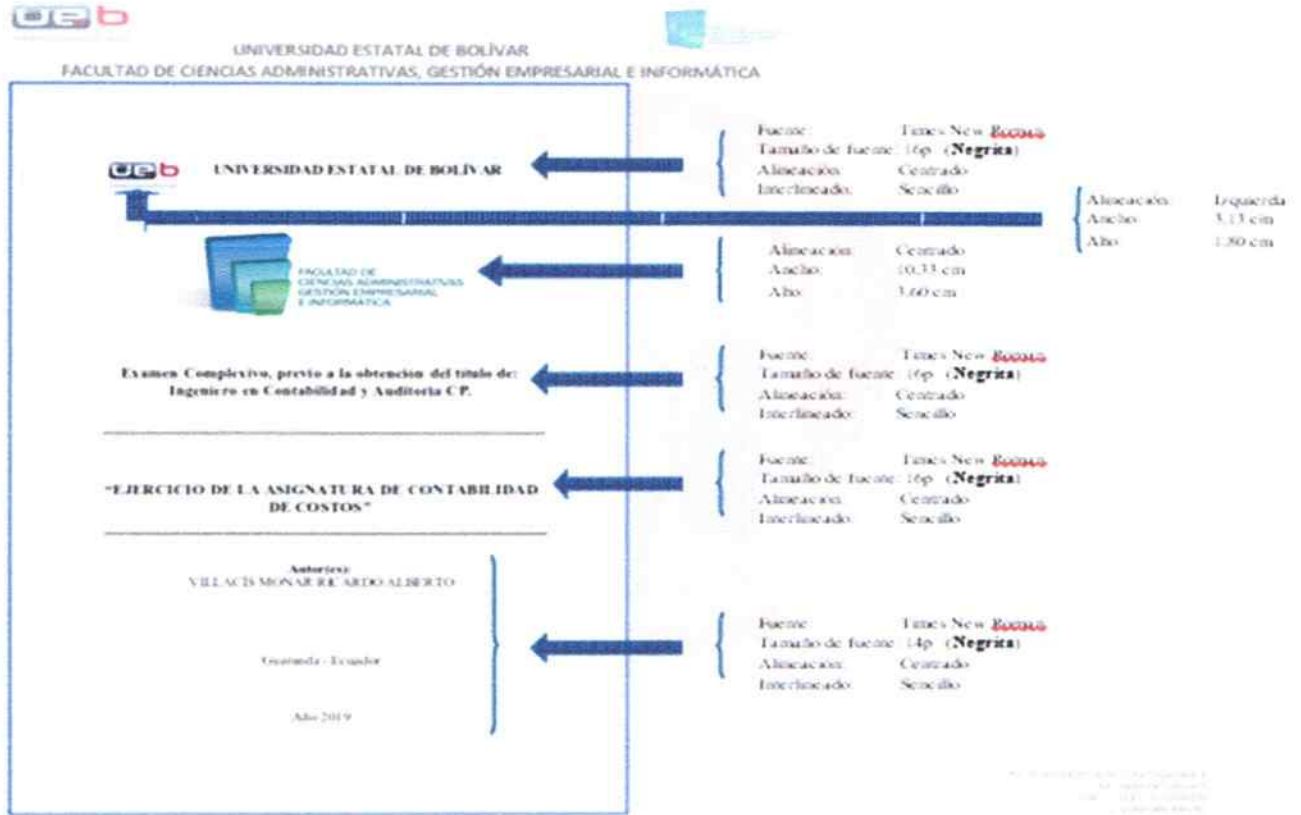 ueb
UNIVERSIDAD ESTATAL DE BOLÍVAR
FACULTAD DE CIENCIAS ADMINISTRATIVAS, GESTIÓN EMPRESARIAL E INFORMÁTICA
ueb
UNIVERSIDAD ESTATAL DE BOLÍVAR
FACULTAD DE
CIENCIAS ADMINISTRATIVAS
GESTIÓN EMPRESARIAL
E INFORMÁTICA
Examen Complexivo, previo a la obtención del título de:
Ingeniero en Contabilidad y Auditoría CP.
"EJERCICIO DE LA ASIGNATURA DE CONTABILIDAD
DE COSTOS"
Autor(es):
VILLACÍS MONAR RICARDO ALBERTO
Guaranda - Ecuador
Año 2019
Fuente: Times New Roman
Tamaño de fuente: 16p. (Negrita)
Alineación: Centrado
Interlineado: Sencillo
Alineación: Izquierda
Ancho: 3.13 cm
Alto: 1.80 cm
Alineación: Centrado
Ancho: 10.33 cm
Alto: 3.60 cm
Fuente: Times New Roman
Tamaño de fuente: 16p. (Negrita)
Alineación: Centrado
Interlineado: Sencillo
Fuente: Times New Roman
Tamaño de fuente: 16p. (Negrita)
Alineación: Centrado
Interlineado: Sencillo
Fuente: Times New Roman
Tamaño de fuente: 14p. (Negrita)
Alineación: Centrado
Interlineado: Sencillo